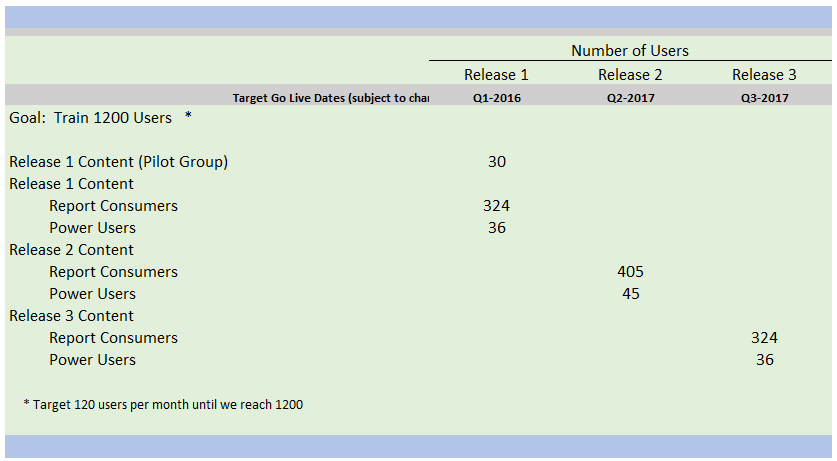 Number of Users
Release 1 Release 2 Release 3
Target Go Live Dates (subject to Q1-2016 Q2-2017 Q3-2017
Goal: Train 1200 Users *
Release 1 Content (Pilot Group) 30
Release 1 Content
Report Consumers 324
Power Users 36
Release 2 Content
Report Consumers 405
Power Users 45
Release 3 Content
Report Consumers 324
Power Users 36
* Target 120 users per month until we reach 1200